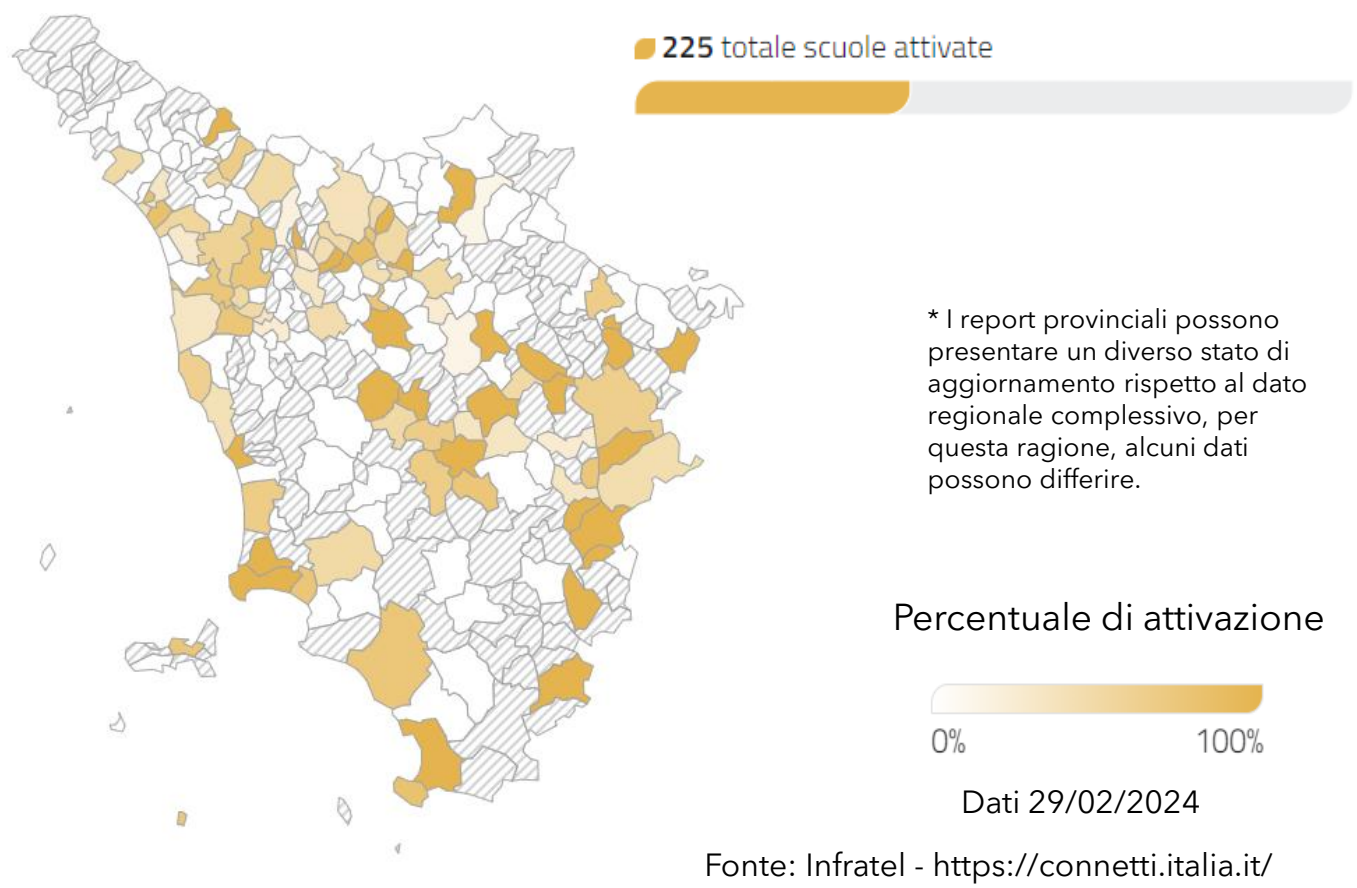 225 totale scuole attivate
* I report provinciali possono
presentare un diverso stato di
aggiornamento rispetto al dato
regionale complessivo, per
questa ragione, alcuni dati
possono differire.
Percentuale di attivazione
0% 100%
Dati 29/02/2024
Fonte: Infratel - https://connetti.italia.it/